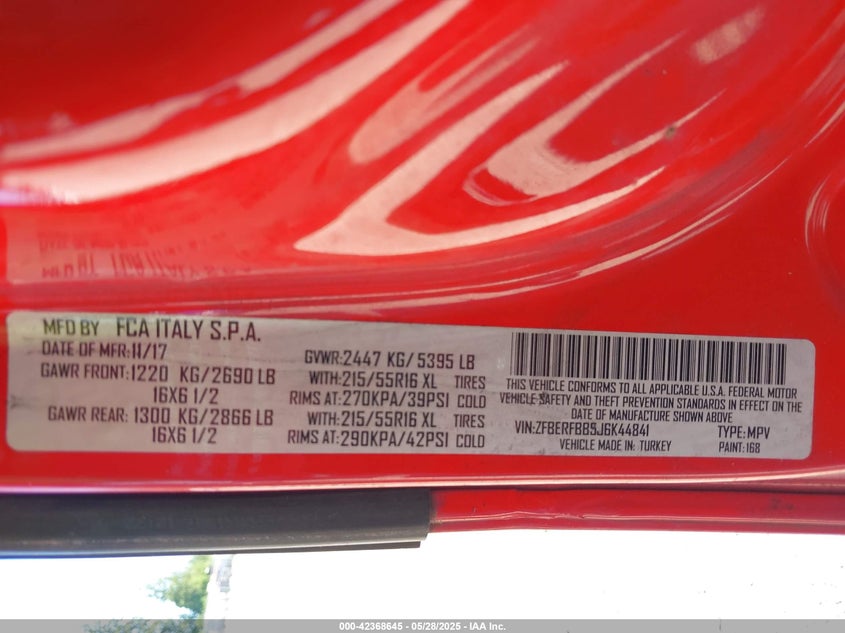 MFD BY FCA ITALY S.P.A.
DATE OF MFR: 11/17
GAWR FRONT: 1220 KG/2690 LB
16X6 1/2
GAWR REAR: 1300 KG/2866 LB
16X6 1/2
GVWR: 2447 KG/ 5395 LB
WITH: 215/55R16 XL TIRES
RIMS AT: 270KPA/39PSI COLD
WITH: 215/55R16 XL TIRES
RIMS AT: 290KPA/42PSI COLD
THIS VEHICLE CONFORMS TO ALL APPLICABLE U.S.A. FEDERAL MOTOR
VEHICLE SAFETY AND THEFT PREVENTION STANDARDS IN EFFECT ON THE
DATE OF MANUFACTURE SHOWN ABOVE
VIN:ZFBERFBB5J6K44841 TYPE: MPV
VEHICLE MADE IN: TURKEY PAINT: 168
000-42368645 - 05/28/2025 - IAA Inc.